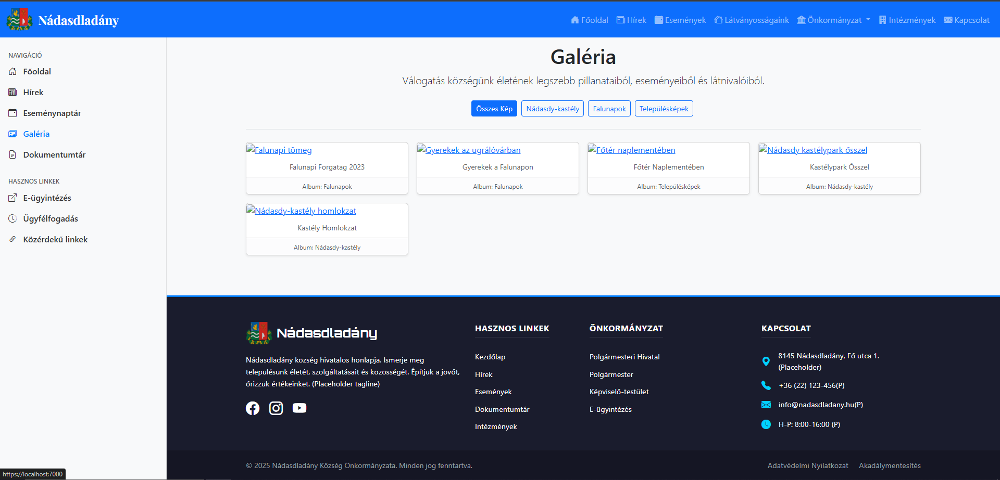 Nádasdladány
Főoldal
Hírek
Események
Látványosságaink
Önkormányzat
Intézmények
Kapcsolat
NAVIGÁCIÓ
Főoldal
Hírek
Eseménynaptár
Galéria
Dokumentumtár
HASZNOS LINKEK
E-ügyintézés
Ügyfélfogadás
Közérdekű linkek
Galéria
Válogatás községünk életének legszebb pillanataiból, eseményeiből és látnivalóiból.
Összes Kép
Nádasdy-kastély
Falunapok
Településképek
Falunapi tömeg
Falunapi Forgatag 2023
Album: Falunapok
Gyerekek az ugrálóvárban
Gyerekek a Falunapon
Album: Falunapok
Főtér naplementében
Főtér Naplementében
Album: Településképek
Nádasdy kastélypark ősszel
Kastélypark Ősszel
Album: Nádasdy-kastély
Nádasdy-kastély homlokzat
Kastély Homlokzat
Album: Nádasdy-kastély
Nádasdladány
Nádasdladány község hivatalos honlapja. Ismerje meg
településünk életét, szolgáltatásait és közösségét. Építjük a jövőt,
őrizzük értékeinket. (Placeholder tagline)
HASZNOS LINKEK
Kezdőlap
Hírek
Események
Dokumentumtár
Intézmények
ÖNKORMÁNYZAT
Polgármesteri Hivatal
Polgármester
Képviselő-testület
E-ügyintézés
KAPCSOLAT
8145 Nádasdladány, Fő utca 1.
(Placeholder)
+36 (22) 123-456(P)
info@nadasdladany.hu(P)
H-P: 8:00-16:00 (P)
© 2025 Nádasdladány Község Önkormányzata. Minden jog fenntartva.
Adatvédelmi Nyilatkozat
Akadálymentesítés
https://localhost:7000